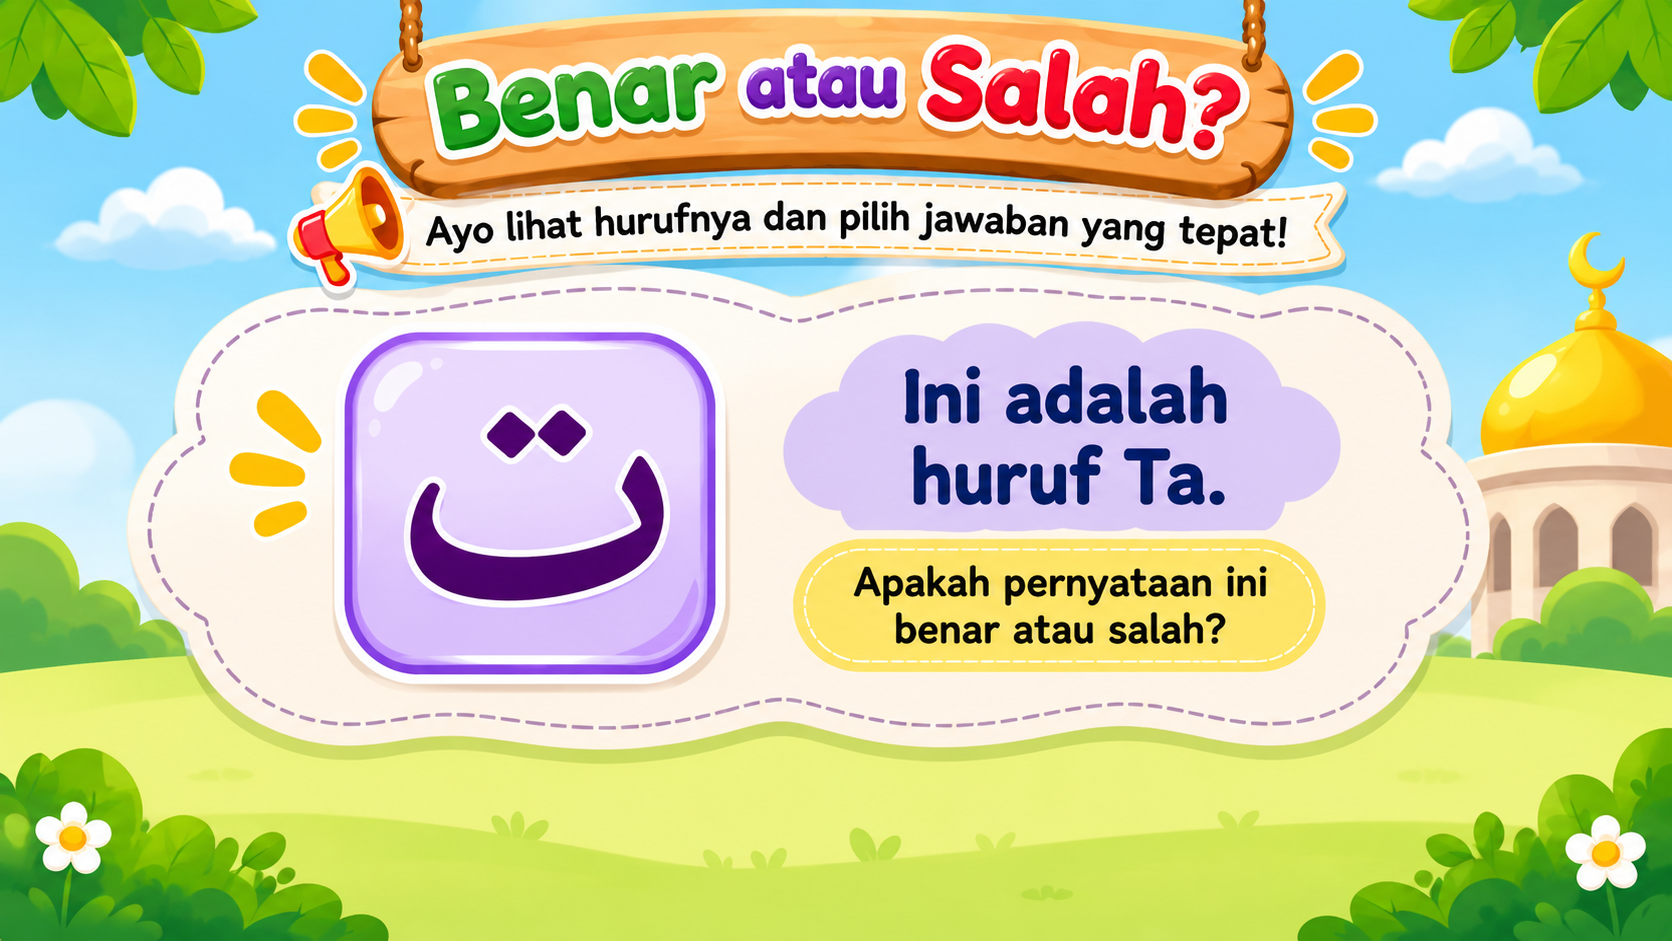 Benar atau Salah?
Ayo lihat hurufnya dan pilih jawaban yang tepat!
ت
Ini adalah
huruf Ta.
Apakah pernyataan ini
benar atau salah?